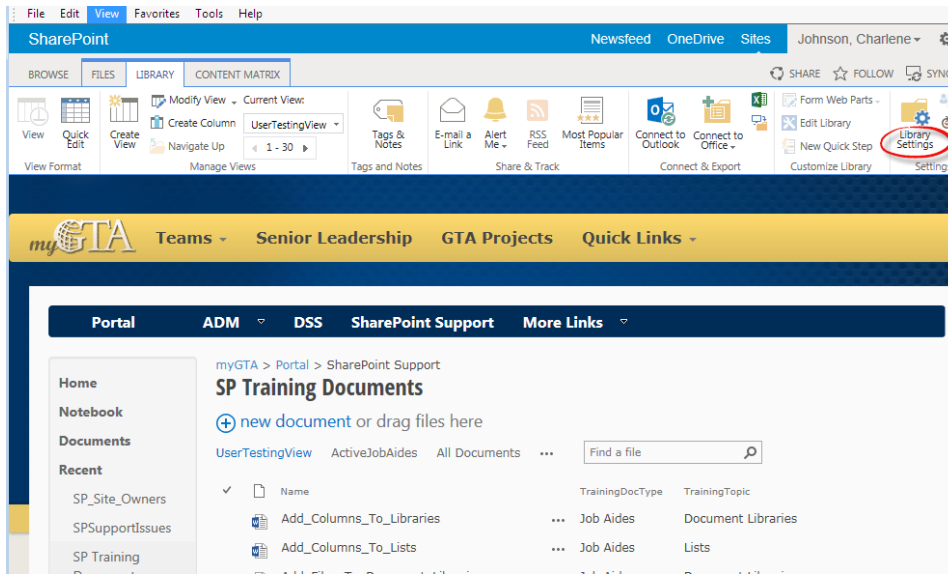 File Edit View Favorites Tools Help
SharePoint Newsfeed OneDrive Sites Johnson, Charlene
BROWSE FILES LIBRARY CONTENT MATRIX SHARE FOLLOW SYNC
View
Quick Edit
Create View
Modify View
Create Column
Navigate Up
Current View:
UserTestingView
1 - 30
Tags & Notes
E-mail a Link
Alert Me
RSS Feed
Most Popular Items
Connect to Outlook
Connect to Office
Form Web Parts
Edit Library
New Quick Step
Library Settings
View Format Manage Views Tags and Notes Share & Track Connect & Export Customize Library Setting
myGTA Teams Senior Leadership GTA Projects Quick Links
Portal ADM DSS SharePoint Support More Links
Home
Notebook
Documents
Recent
SP_Site_Owners
SPSupportIssues
SP Training
myGTA > Portal > SharePoint Support
SP Training Documents
new document or drag files here
UserTestingView ActiveJobAides All Documents ... Find a file
Name TrainingDocType TrainingTopic
Add_Columns_To_Libraries ... Job Aides Document Libraries
Add_Columns_To_Lists ... Job Aides Lists